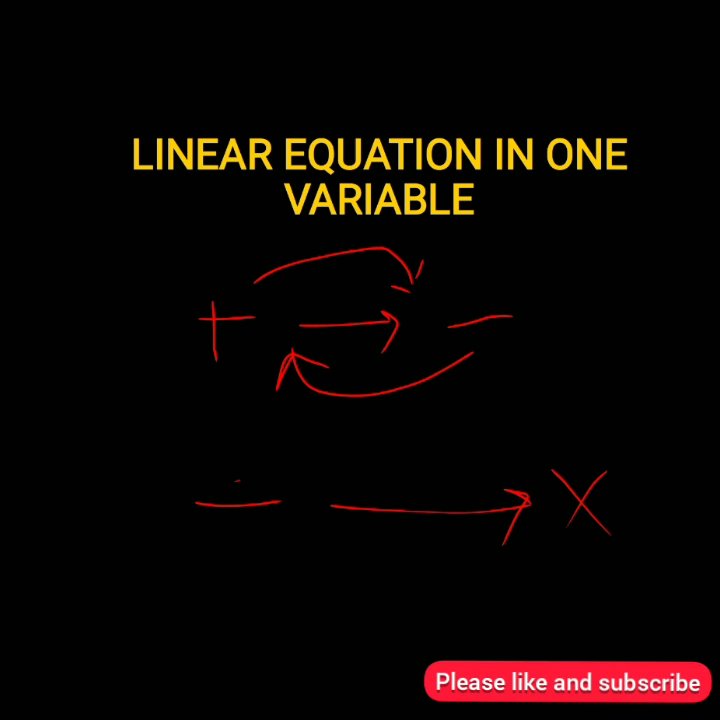 LINEAR EQUATION IN ONE
VARIABLE
+ → −
÷ → X
Please like and subscribe